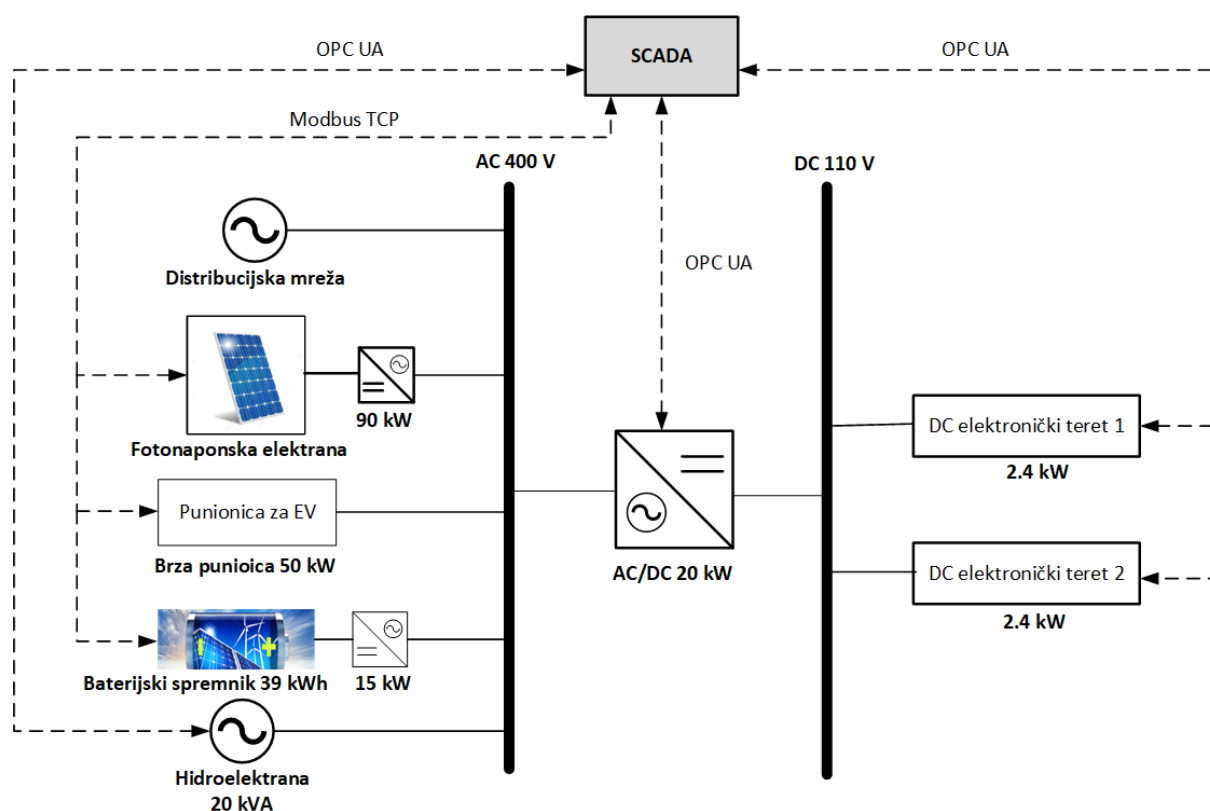 OPC UA
SCADA
OPC UA
Modbus TCP
AC 400 V
DC 110 V
OPC UA
Distribucijska mreža
90 kW
Fotonaponska elektrana
DC elektronički teret 1
2.4 kW
Punionica za EV
Brza punioica 50 kW
AC/DC 20 kW
DC elektronički teret 2
2.4 kW
Baterijski spremnik 39 kWh
15 kW
Hidroelektrana
20 kVA